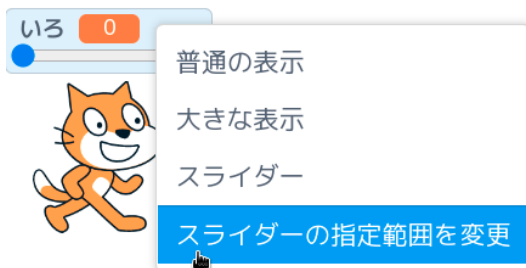 いろ 0
普通の表示
大きな表示
スライダー
スライダーの指定範囲を変更